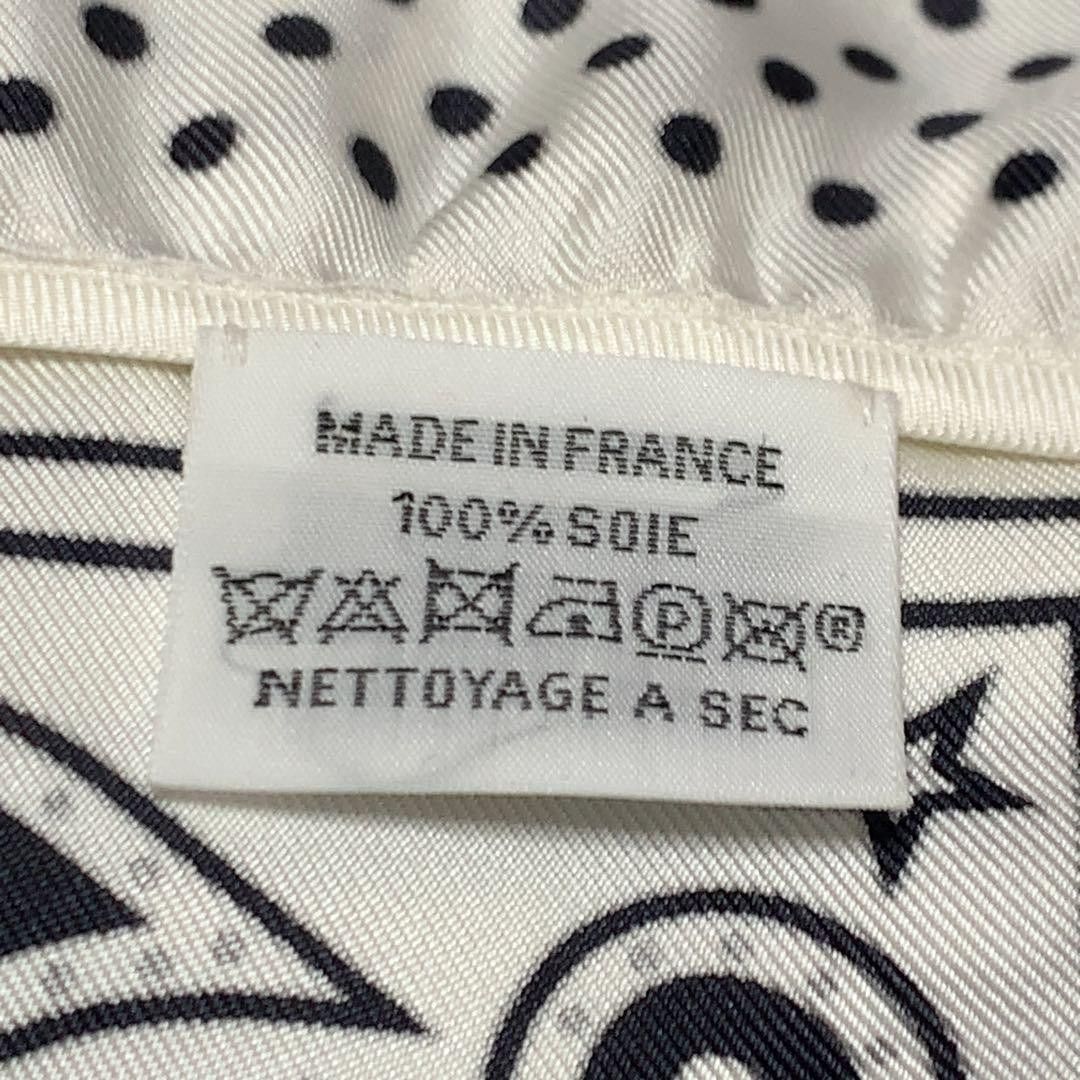 MADE IN FRANCE
100% SOIE
P ®
NETTOYAGE A SEC